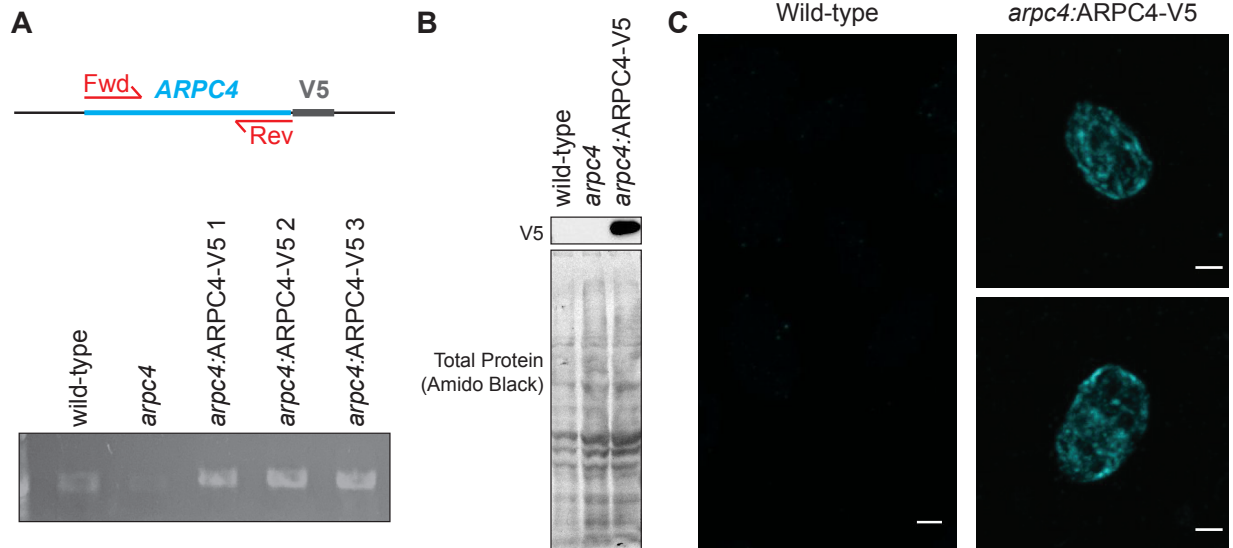 A
Fwd
ARPC4
V5
Rev
wild-type
arpc4
arpc4:ARPC4-V5 1
arpc4:ARPC4-V5 2
arpc4:ARPC4-V5 3
B
wild-type
arpc4
arpc4:ARPC4-V5
V5
Total Protein
(Amido Black)
C
Wild-type
arpc4:ARPC4-V5